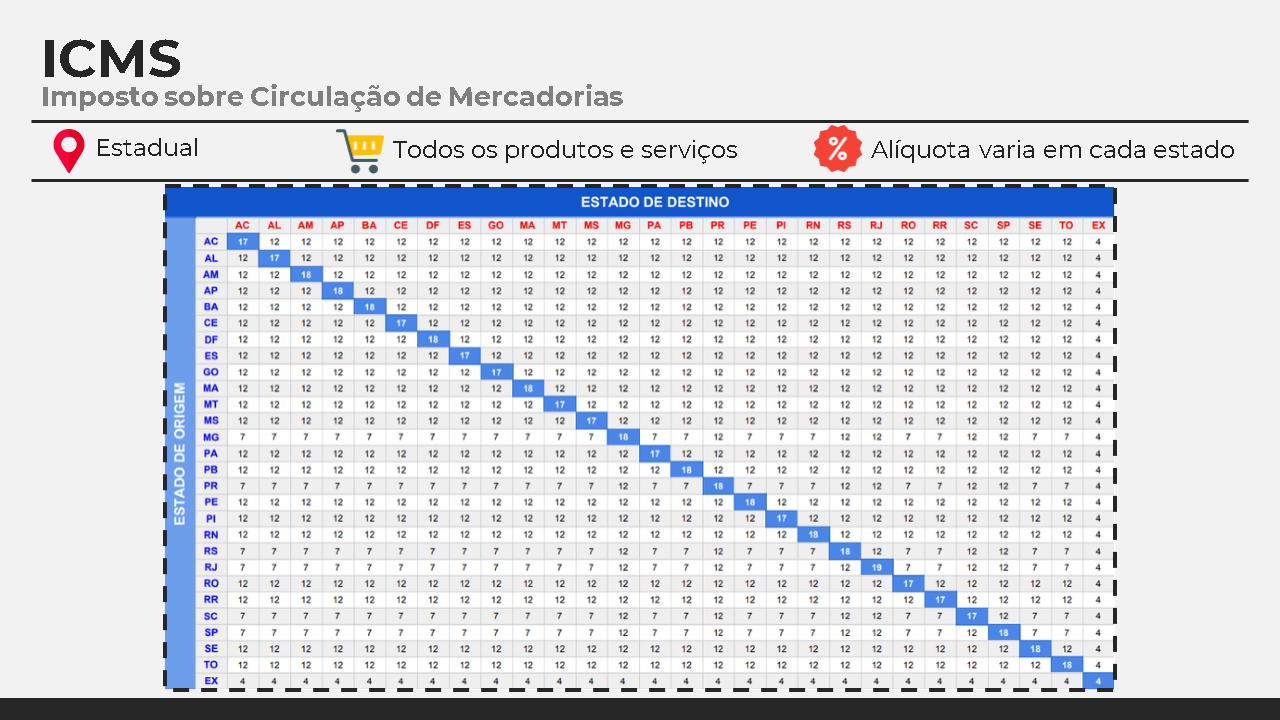 ICMS
Imposto sobre Circulação de Mercadorias
Estadual
Todos os produtos e serviços
Alíquota varia em cada estado
ESTADO DE DESTINO
AC AL AM AP BA CE DF ES GO MA MT MS MG PA PB PR PE PI RN RS RJ RO RR SC SP SE TO EX
ESTADO DE ORIGEM
AC 17 12 12 12 12 12 12 12 12 12 12 12 12 12 12 12 12 12 12 12 12 12 12 12 12 12 12 4
AL 12 17 12 12 12 12 12 12 12 12 12 12 12 12 12 12 12 12 12 12 12 12 12 12 12 12 12 4
AM 12 12 18 12 12 12 12 12 12 12 12 12 12 12 12 12 12 12 12 12 12 12 12 12 12 12 12 4
AP 12 12 12 18 12 12 12 12 12 12 12 12 12 12 12 12 12 12 12 12 12 12 12 12 12 12 12 4
BA 12 12 12 12 18 12 12 12 12 12 12 12 12 12 12 12 12 12 12 12 12 12 12 12 12 12 12 4
CE 12 12 12 12 12 17 12 12 12 12 12 12 12 12 12 12 12 12 12 12 12 12 12 12 12 12 12 4
DF 12 12 12 12 12 12 18 12 12 12 12 12 12 12 12 12 12 12 12 12 12 12 12 12 12 12 12 4
ES 12 12 12 12 12 12 12 17 12 12 12 12 12 12 12 12 12 12 12 12 12 12 12 12 12 12 12 4
GO 12 12 12 12 12 12 12 12 17 12 12 12 12 12 12 12 12 12 12 12 12 12 12 12 12 12 12 4
MA 12 12 12 12 12 12 12 12 12 18 12 12 12 12 12 12 12 12 12 12 12 12 12 12 12 12 12 4
MT 12 12 12 12 12 12 12 12 12 12 17 12 12 12 12 12 12 12 12 12 12 12 12 12 12 12 12 4
MS 12 12 12 12 12 12 12 12 12 12 12 17 12 12 12 12 12 12 12 12 12 12 12 12 12 12 12 4
MG 7 7 7 7 7 7 7 7 7 7 7 7 18 7 7 12 7 7 7 12 12 7 7 12 12 7 7 4
PA 12 12 12 12 12 12 12 12 12 12 12 12 12 17 12 12 12 12 12 12 12 12 12 12 12 12 12 4
PB 12 12 12 12 12 12 12 12 12 12 12 12 12 12 18 12 12 12 12 12 12 12 12 12 12 12 12 4
PR 7 7 7 7 7 7 7 7 7 7 7 7 12 7 7 18 7 7 7 12 12 7 7 12 12 7 7 4
PE 12 12 12 12 12 12 12 12 12 12 12 12 12 12 12 12 18 12 12 12 12 12 12 12 12 12 12 4
PI 12 12 12 12 12 12 12 12 12 12 12 12 12 12 12 12 12 17 12 12 12 12 12 12 12 12 12 4
RN 12 12 12 12 12 12 12 12 12 12 12 12 12 12 12 12 12 12 18 12 12 12 12 12 12 12 12 4
RS 7 7 7 7 7 7 7 7 7 7 7 7 12 7 7 12 7 7 7 18 12 7 7 12 12 7 7 4
RJ 7 7 7 7 7 7 7 7 7 7 7 7 12 7 7 12 7 7 7 12 19 7 7 12 12 7 7 4
RO 12 12 12 12 12 12 12 12 12 12 12 12 12 12 12 12 12 12 12 12 12 17 12 12 12 12 12 4
RR 12 12 12 12 12 12 12 12 12 12 12 12 12 12 12 12 12 12 12 12 12 12 17 12 12 12 12 4
SC 7 7 7 7 7 7 7 7 7 7 7 7 12 7 7 12 7 7 7 12 12 7 7 17 12 7 7 4
SP 7 7 7 7 7 7 7 7 7 7 7 7 12 7 7 12 7 7 7 12 12 7 7 12 18 7 7 4
SE 12 12 12 12 12 12 12 12 12 12 12 12 12 12 12 12 12 12 12 12 12 12 12 12 12 18 12 4
TO 12 12 12 12 12 12 12 12 12 12 12 12 12 12 12 12 12 12 12 12 12 12 12 12 12 12 18 4
EX 4 4 4 4 4 4 4 4 4 4 4 4 4 4 4 4 4 4 4 4 4 4 4 4 4 4 4 4